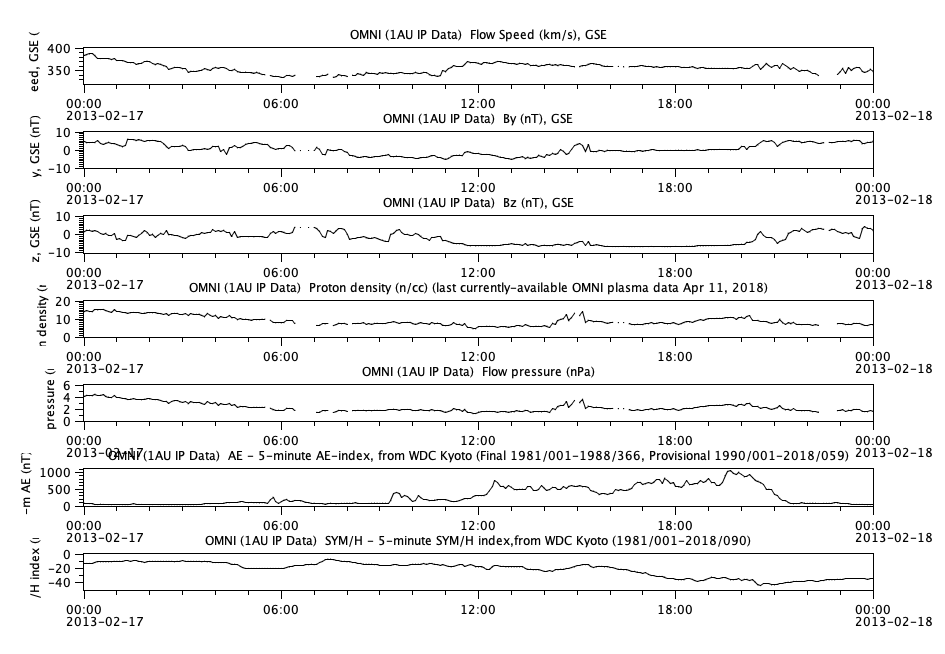 OMNI (1AU IP Data) Flow Speed (km/s), GSE
eed, GSE (
400
350
00:00 06:00 12:00 18:00 00:00
2013-02-17 2013-02-18
OMNI (1AU IP Data) By (nT), GSE
y, GSE (nT)
10
0
-10
00:00 06:00 12:00 18:00 00:00
2013-02-17 2013-02-18
OMNI (1AU IP Data) Bz (nT), GSE
z, GSE (nT)
10
0
-10
00:00 06:00 12:00 18:00 00:00
2013-02-17 2013-02-18
OMNI (1AU IP Data) Proton density (n/cc) (last currently-available OMNI plasma data Apr 11, 2018)
n density (
20
10
0
00:00 06:00 12:00 18:00 00:00
2013-02-17 2013-02-18
OMNI (1AU IP Data) Flow pressure (nPa)
pressure (
6
4
2
0
00:00 06:00 12:00 18:00 00:00
2013-02-17 2013-02-18
OMNI (1AU IP Data) AE - 5-minute AE-index, from WDC Kyoto (Final 1981/001-1988/366, Provisional 1990/001-2018/059)
-m AE (nT)
1000
500
0
00:00 06:00 12:00 18:00 00:00
2013-02-17 2013-02-18
OMNI (1AU IP Data) SYM/H - 5-minute SYM/H index,from WDC Kyoto (1981/001-2018/090)
/H index (
0
-20
-40
00:00 06:00 12:00 18:00 00:00
2013-02-17 2013-02-18